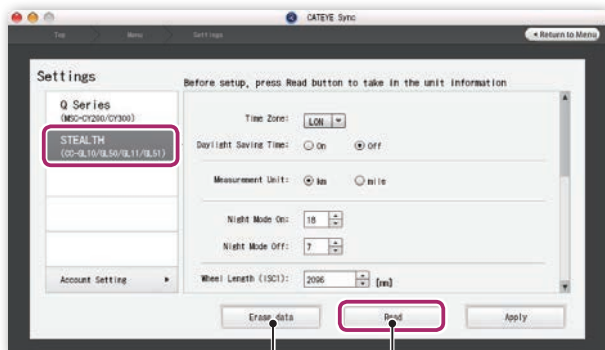 CATEYE Sync
Top Menu Settings
Return to Menu
Settings
Before setup, press Read button to take in the unit information
Q Series
(MSC-CY200/CY300)
STEALTH
(CC-GL10/GL50/GL11/GL51)
Time Zone: LON
Daylight Saving Time: On Off
Measurement Unit: km mile
Night Mode On: 18
Night Mode Off: 7
Wheel Length (ISC1): 2096 [mm]
Account Setting
Erase data Read Apply